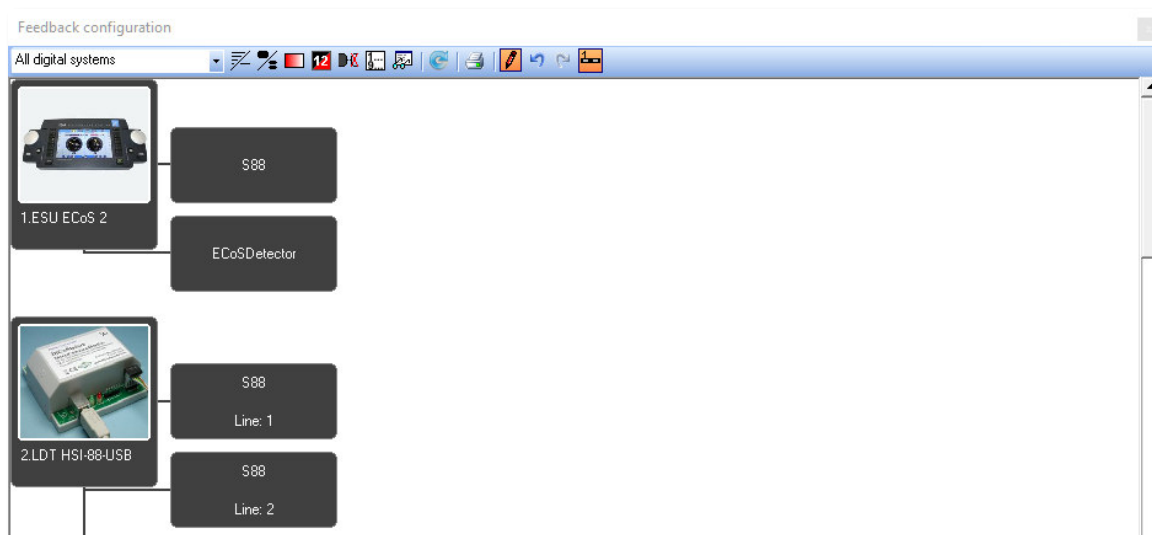 Feedback configuration
All digital systems
12
S88
1.ESU ECoS 2
ECoSDetector
S88
Line: 1
2.LDT HSI-88-USB
S88
Line: 2